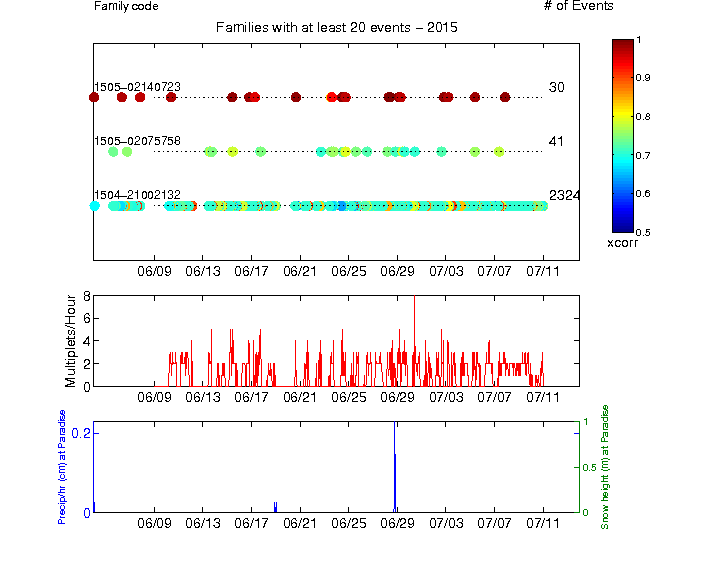 Family code
# of Events
Families with at least 20 events – 2015
1505–02140723
30
1505–02075758
41
1504–21002132
2324
06/09 06/13 06/17 06/21 06/25 06/29 07/03 07/07 07/11
1
0.9
0.8
0.7
0.6
0.5
xcorr
Multiplets/Hour
8
6
4
2
0
06/09 06/13 06/17 06/21 06/25 06/29 07/03 07/07 07/11
Precip/hr (cm) at Paradise
0.2
0
1
0.5
0
Snow height (m) at Paradise
06/09 06/13 06/17 06/21 06/25 06/29 07/03 07/07 07/11